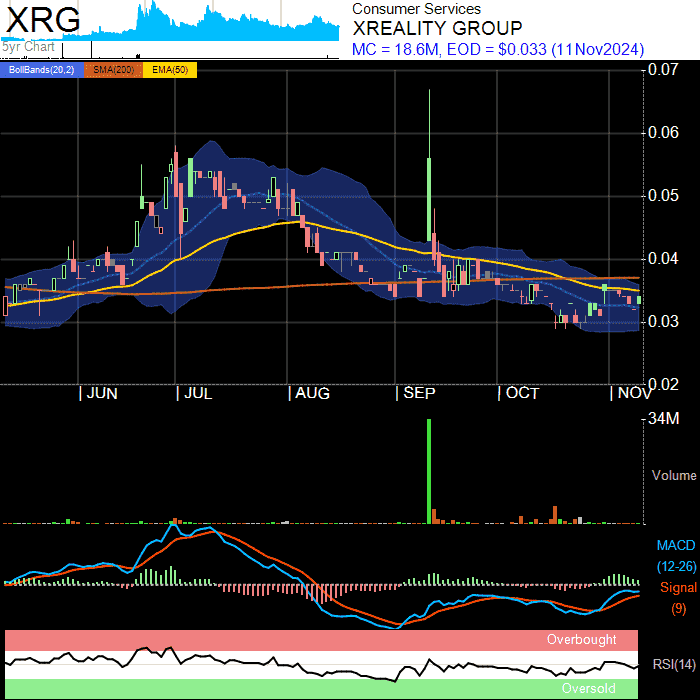 XRG
5yr Chart
Consumer Services
XREALITY GROUP
MC = 18.6M, EOD = $0.033 (11Nov2024)
BollBands(20,2) SMA(200) EMA(50)
0.07
0.06
0.05
0.04
0.03
0.02
JUN JUL AUG SEP OCT NOV
34M
Volume
MACD
(12-26)
Signal
(9)
Overbought
RSI(14)
Oversold